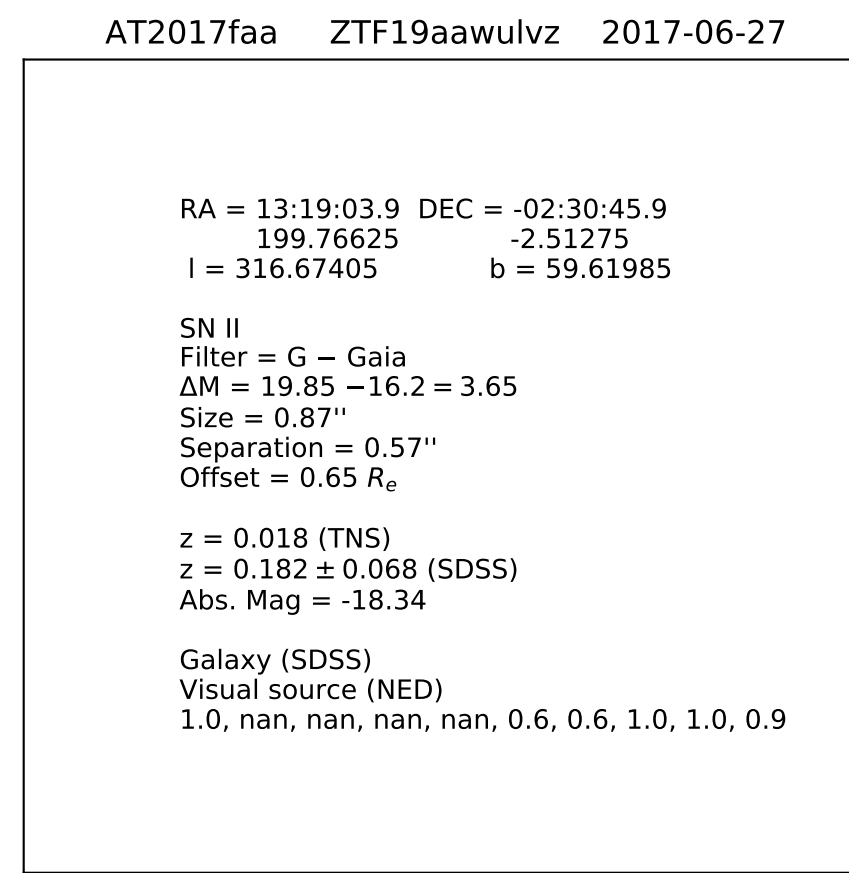 AT2017faa ZTF19aawulvz 2017-06-27
RA = 13:19:03.9 DEC = -02:30:45.9
199.76625 -2.51275
l = 316.67405 b = 59.61985
SN II
Filter = G − Gaia
ΔM = 19.85 −16.2 = 3.65
Size = 0.87''
Separation = 0.57''
Offset = 0.65 Re
z = 0.018 (TNS)
z = 0.182 ± 0.068 (SDSS)
Abs. Mag = -18.34
Galaxy (SDSS)
Visual source (NED)
1.0, nan, nan, nan, nan, 0.6, 0.6, 1.0, 1.0, 0.9